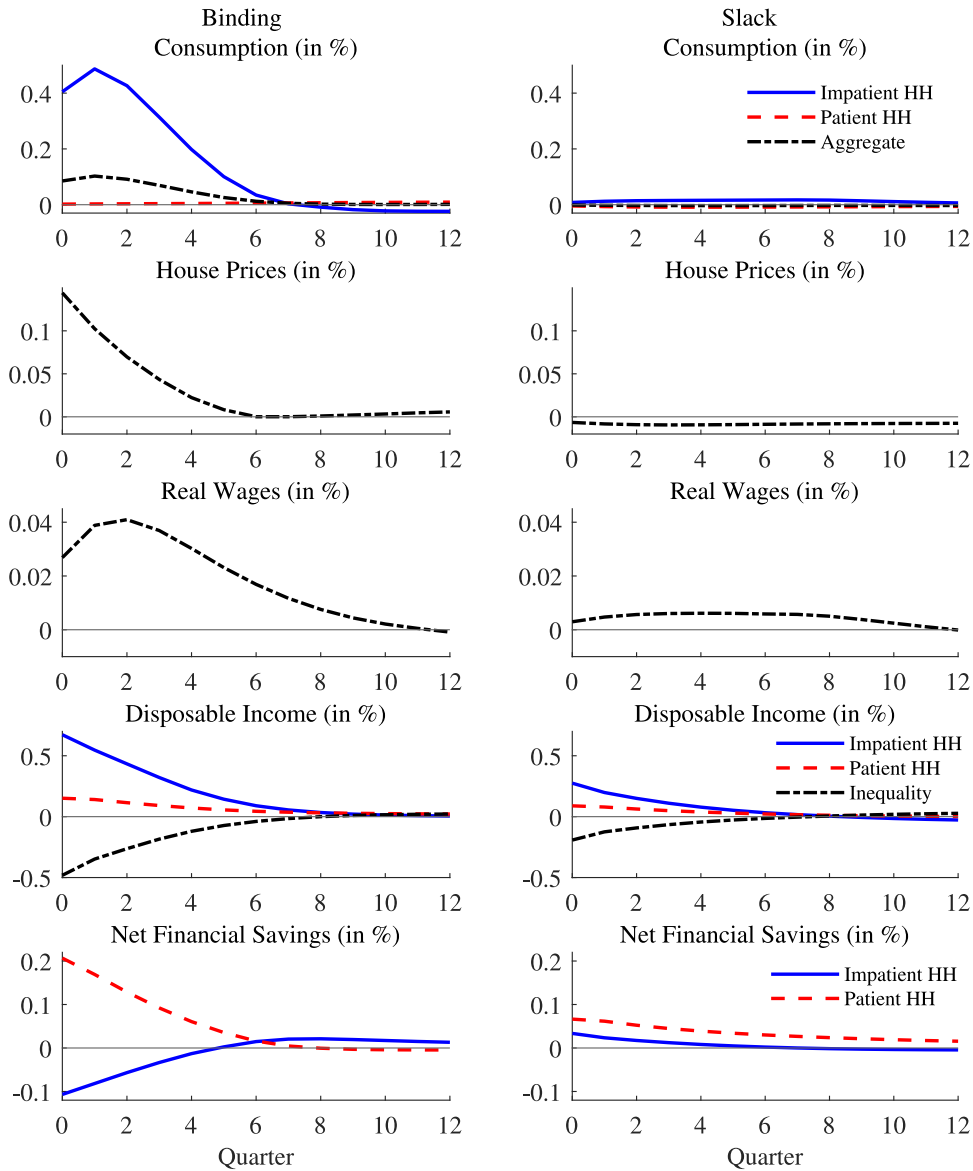 Binding
Consumption (in %)
0.4
0.2
0
0 2 4 6 8 10 12
Slack
Consumption (in %)
Impatient HH
Patient HH
Aggregate
0.4
0.2
0
0 2 4 6 8 10 12
House Prices (in %)
0.1
0.05
0
0 2 4 6 8 10 12
House Prices (in %)
0.1
0.05
0
0 2 4 6 8 10 12
Real Wages (in %)
0.04
0.02
0
0 2 4 6 8 10 12
Real Wages (in %)
0.04
0.02
0
0 2 4 6 8 10 12
Disposable Income (in %)
0.5
0
-0.5
0 2 4 6 8 10 12
Disposable Income (in %)
Impatient HH
Patient HH
Inequality
0.5
0
-0.5
0 2 4 6 8 10 12
Net Financial Savings (in %)
0.2
0.1
0
-0.1
0 2 4 6 8 10 12
Quarter
Net Financial Savings (in %)
Impatient HH
Patient HH
0.2
0.1
0
-0.1
0 2 4 6 8 10 12
Quarter